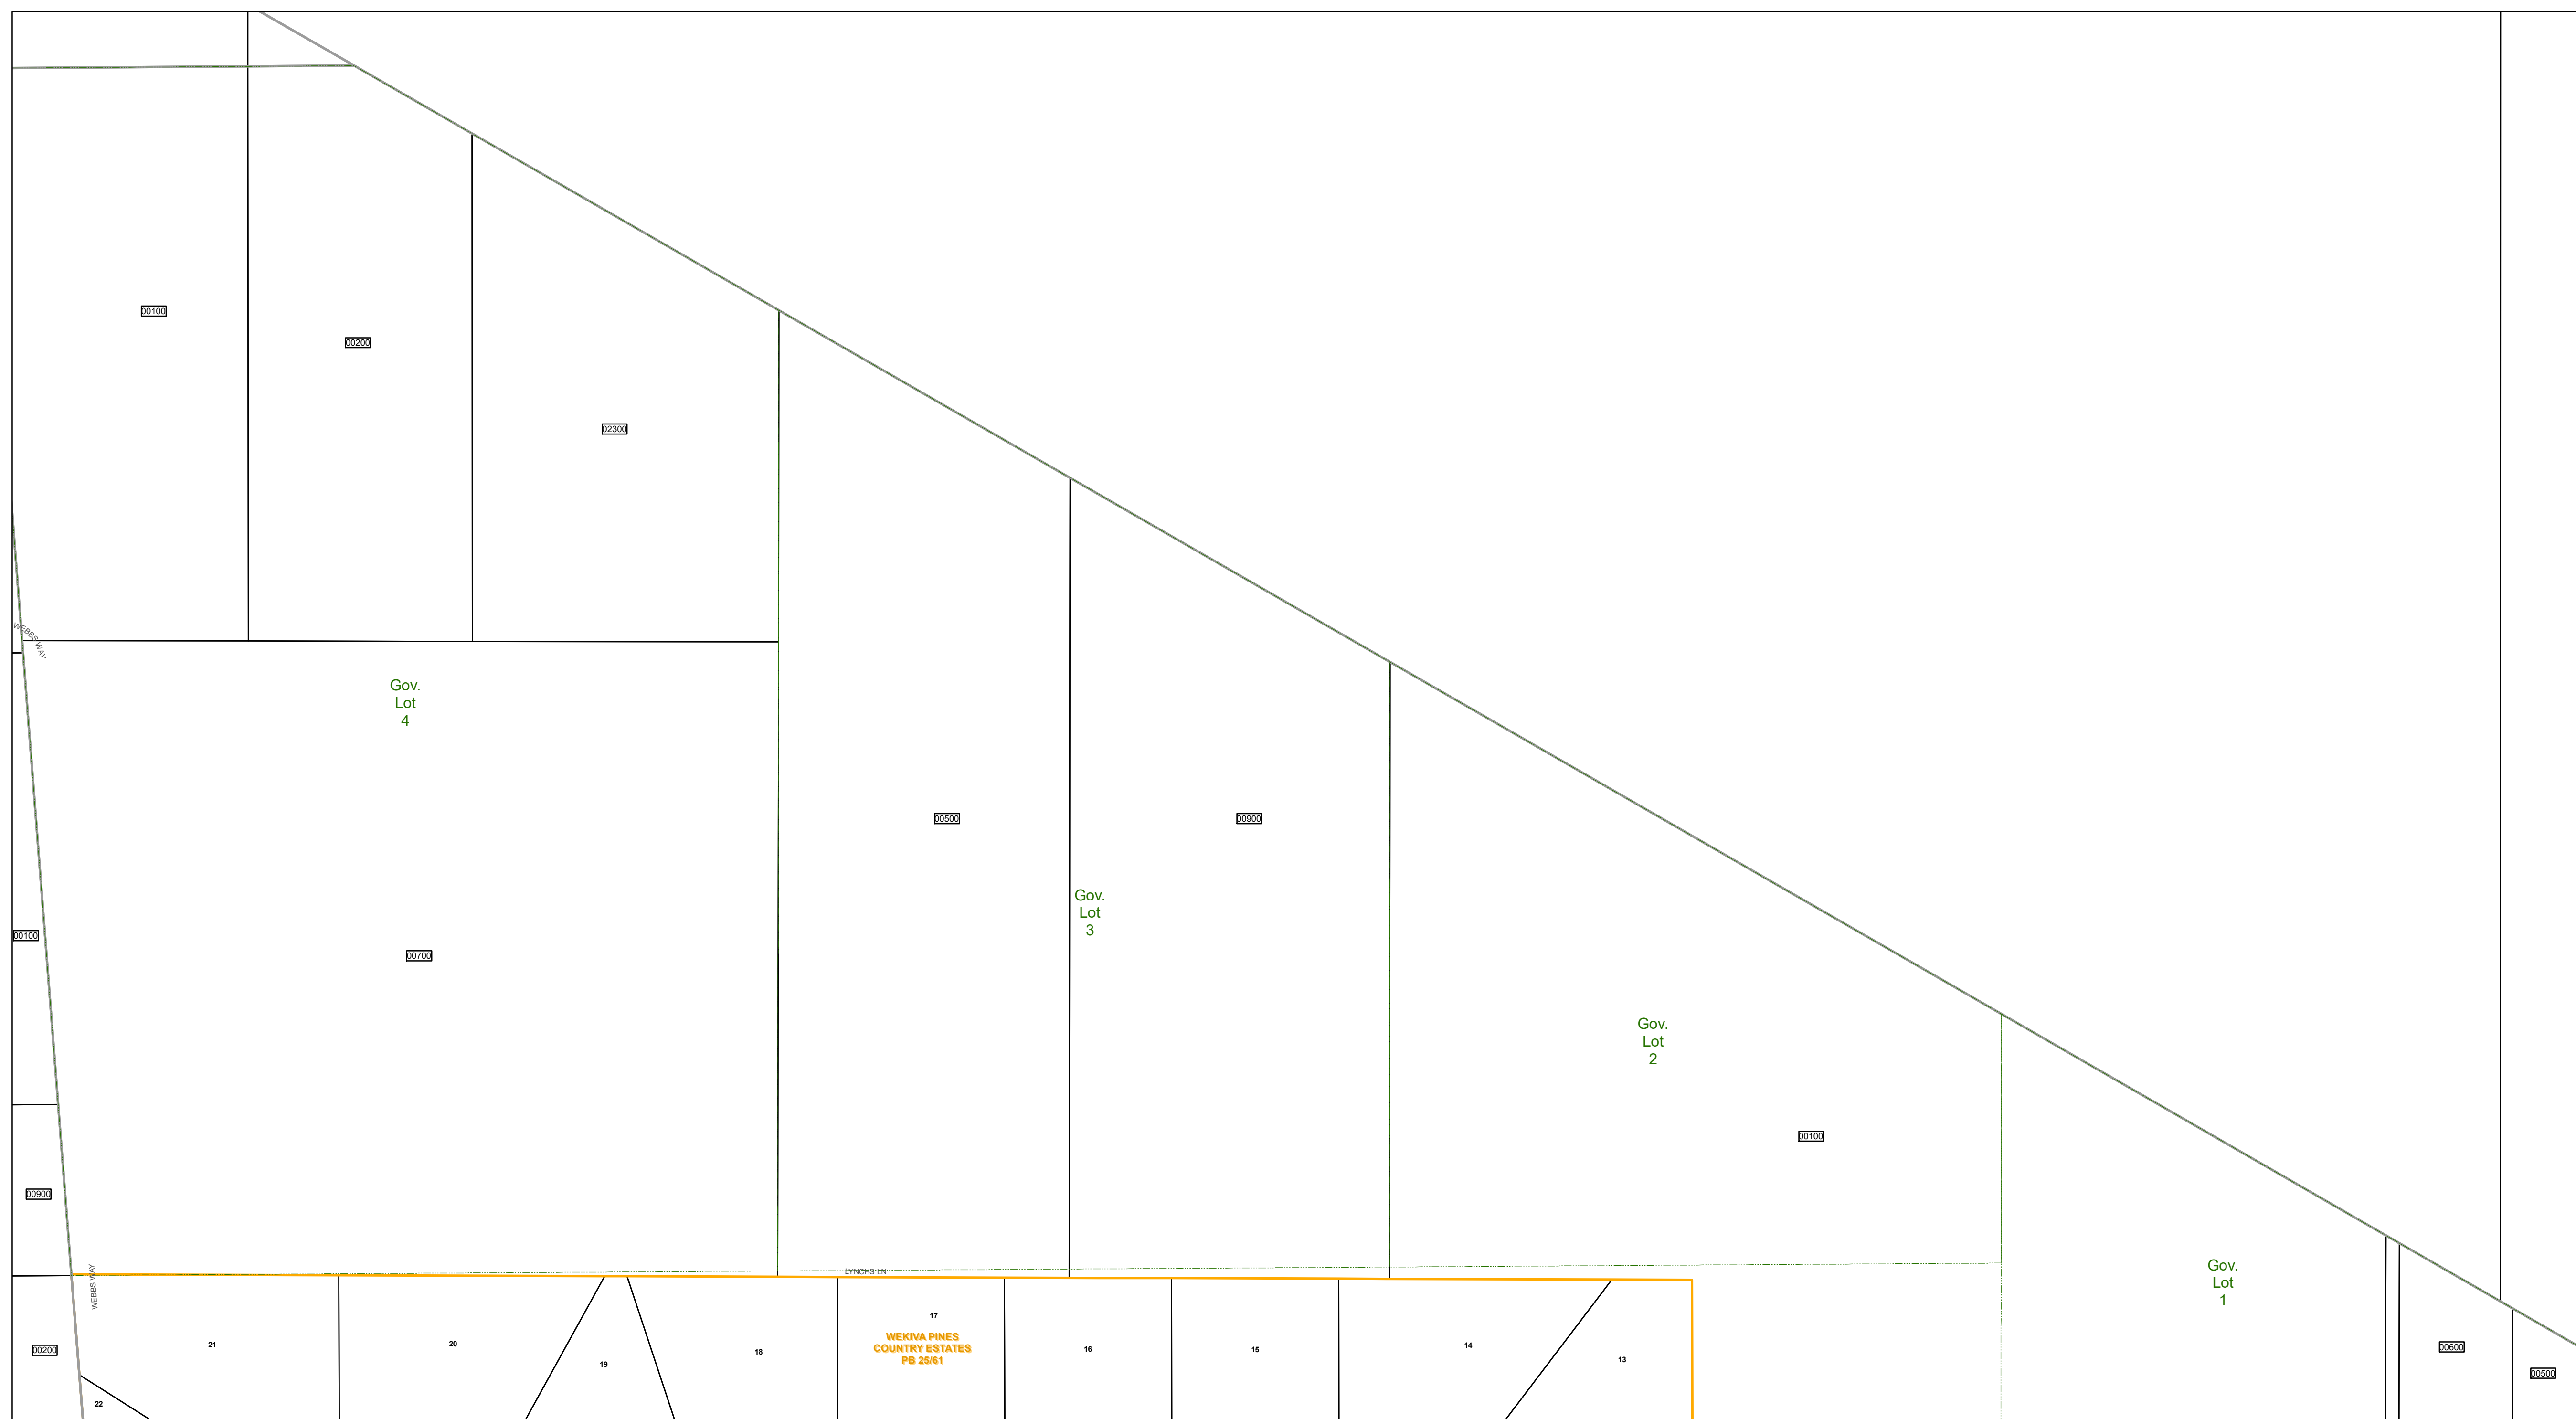 00100
00200
02300
WEBBS WAY
Gov.
Lot
4
00500
00900
Gov.
Lot
3
00100
00700
Gov.
Lot
2
00100
00900
WEBBS WAY
LYNCHS LN
Gov.
Lot
1
17
WEKIVA PINES
COUNTRY ESTATES
PB 25/61
00200
21
20
19
18
16
15
14
13
00600
00500
22